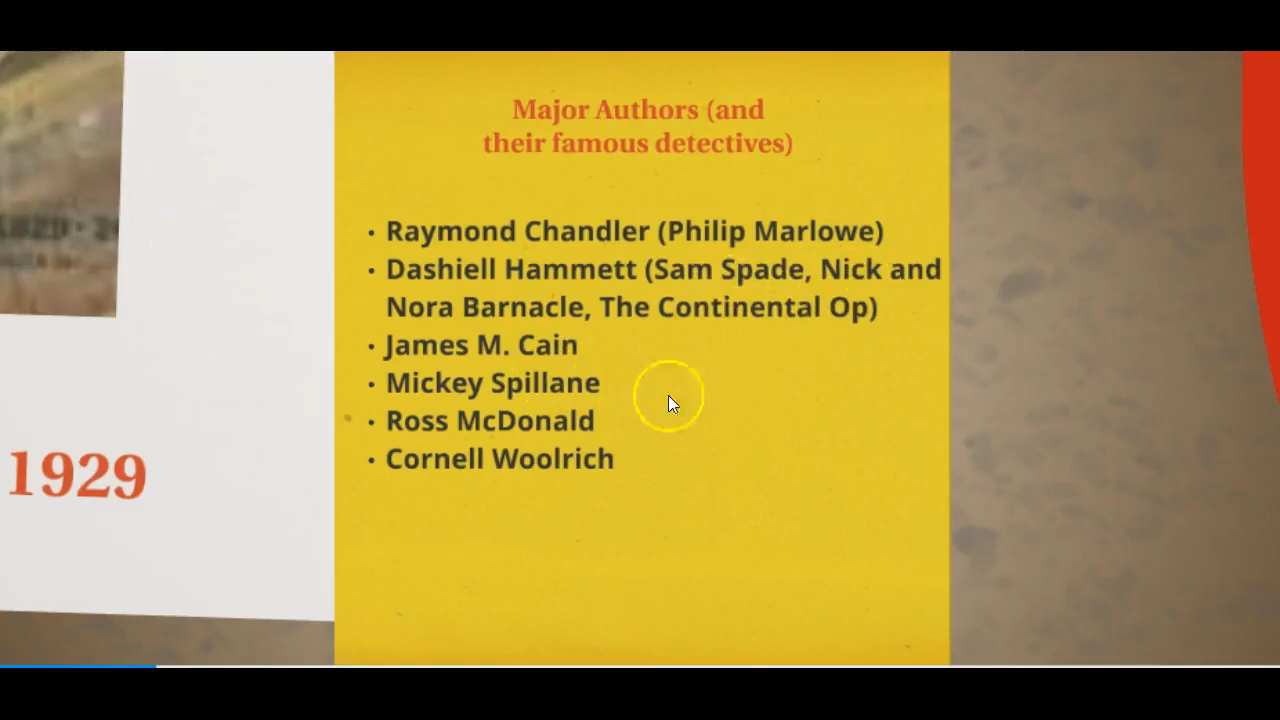 Major Authors (and
their famous detectives)
· Raymond Chandler (Philip Marlowe)
· Dashiell Hammett (Sam Spade, Nick and
Nora Barnacle, The Continental Op)
· James M. Cain
· Mickey Spillane
· Ross McDonald
· Cornell Woolrich
1929